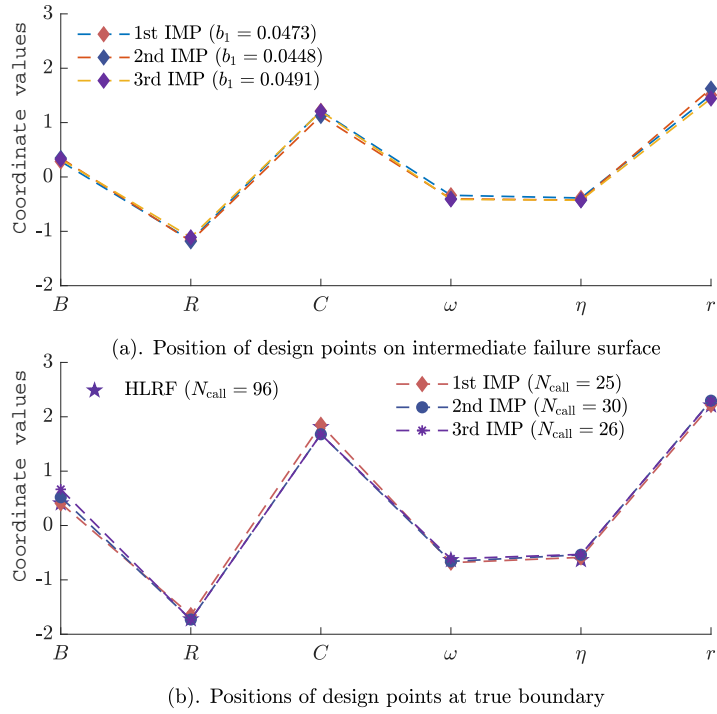 3
2
1
0
-1
-2
Coordinate values
1st IMP (b₁ = 0.0473)
2nd IMP (b₁ = 0.0448)
3rd IMP (b₁ = 0.0491)
B R C ω η r
(a). Position of design points on intermediate failure surface
3
2
1
0
-1
-2
Coordinate values
HLRF (N_call = 96)
1st IMP (N_call = 25)
2nd IMP (N_call = 30)
3rd IMP (N_call = 26)
B R C ω η r
(b). Positions of design points at true boundary